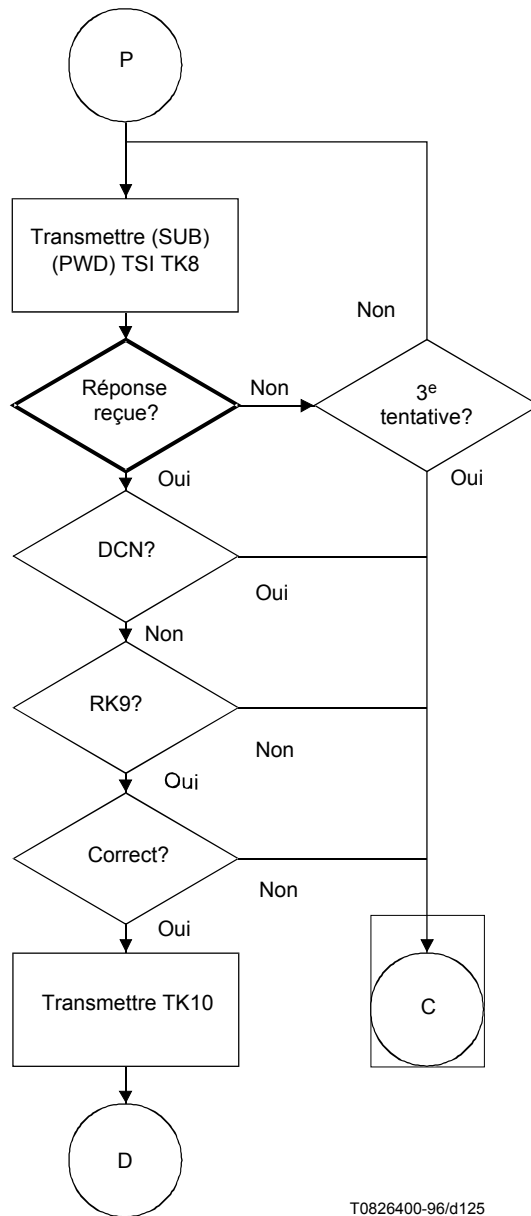 P
Transmettre (SUB)
(PWD) TSI TK8
Non
Réponse
reçue?
Non
3e
tentative?
Oui
Oui
DCN?
Oui
Non
RK9?
Non
Oui
Correct?
Non
Oui
Transmettre TK10
C
D
T0826400-96/d125